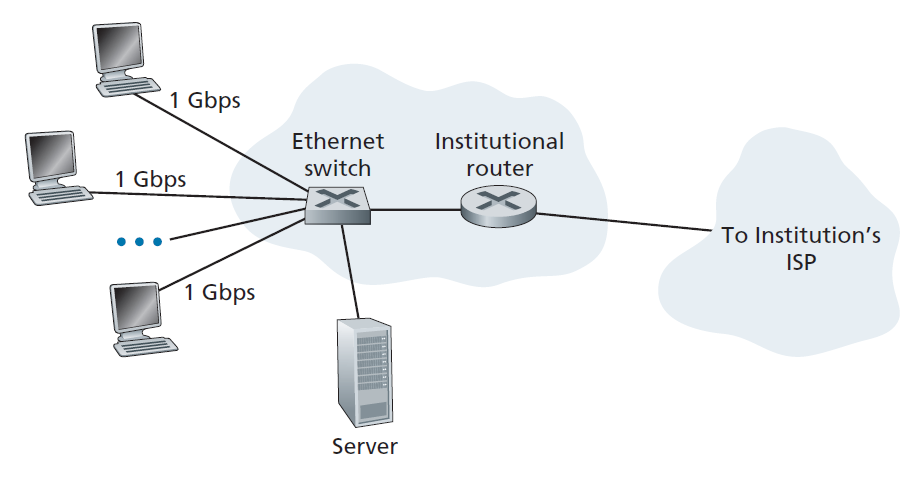 1 Gbps
Ethernet
switch
Institutional
router
1 Gbps
To Institution's
ISP
1 Gbps
Server